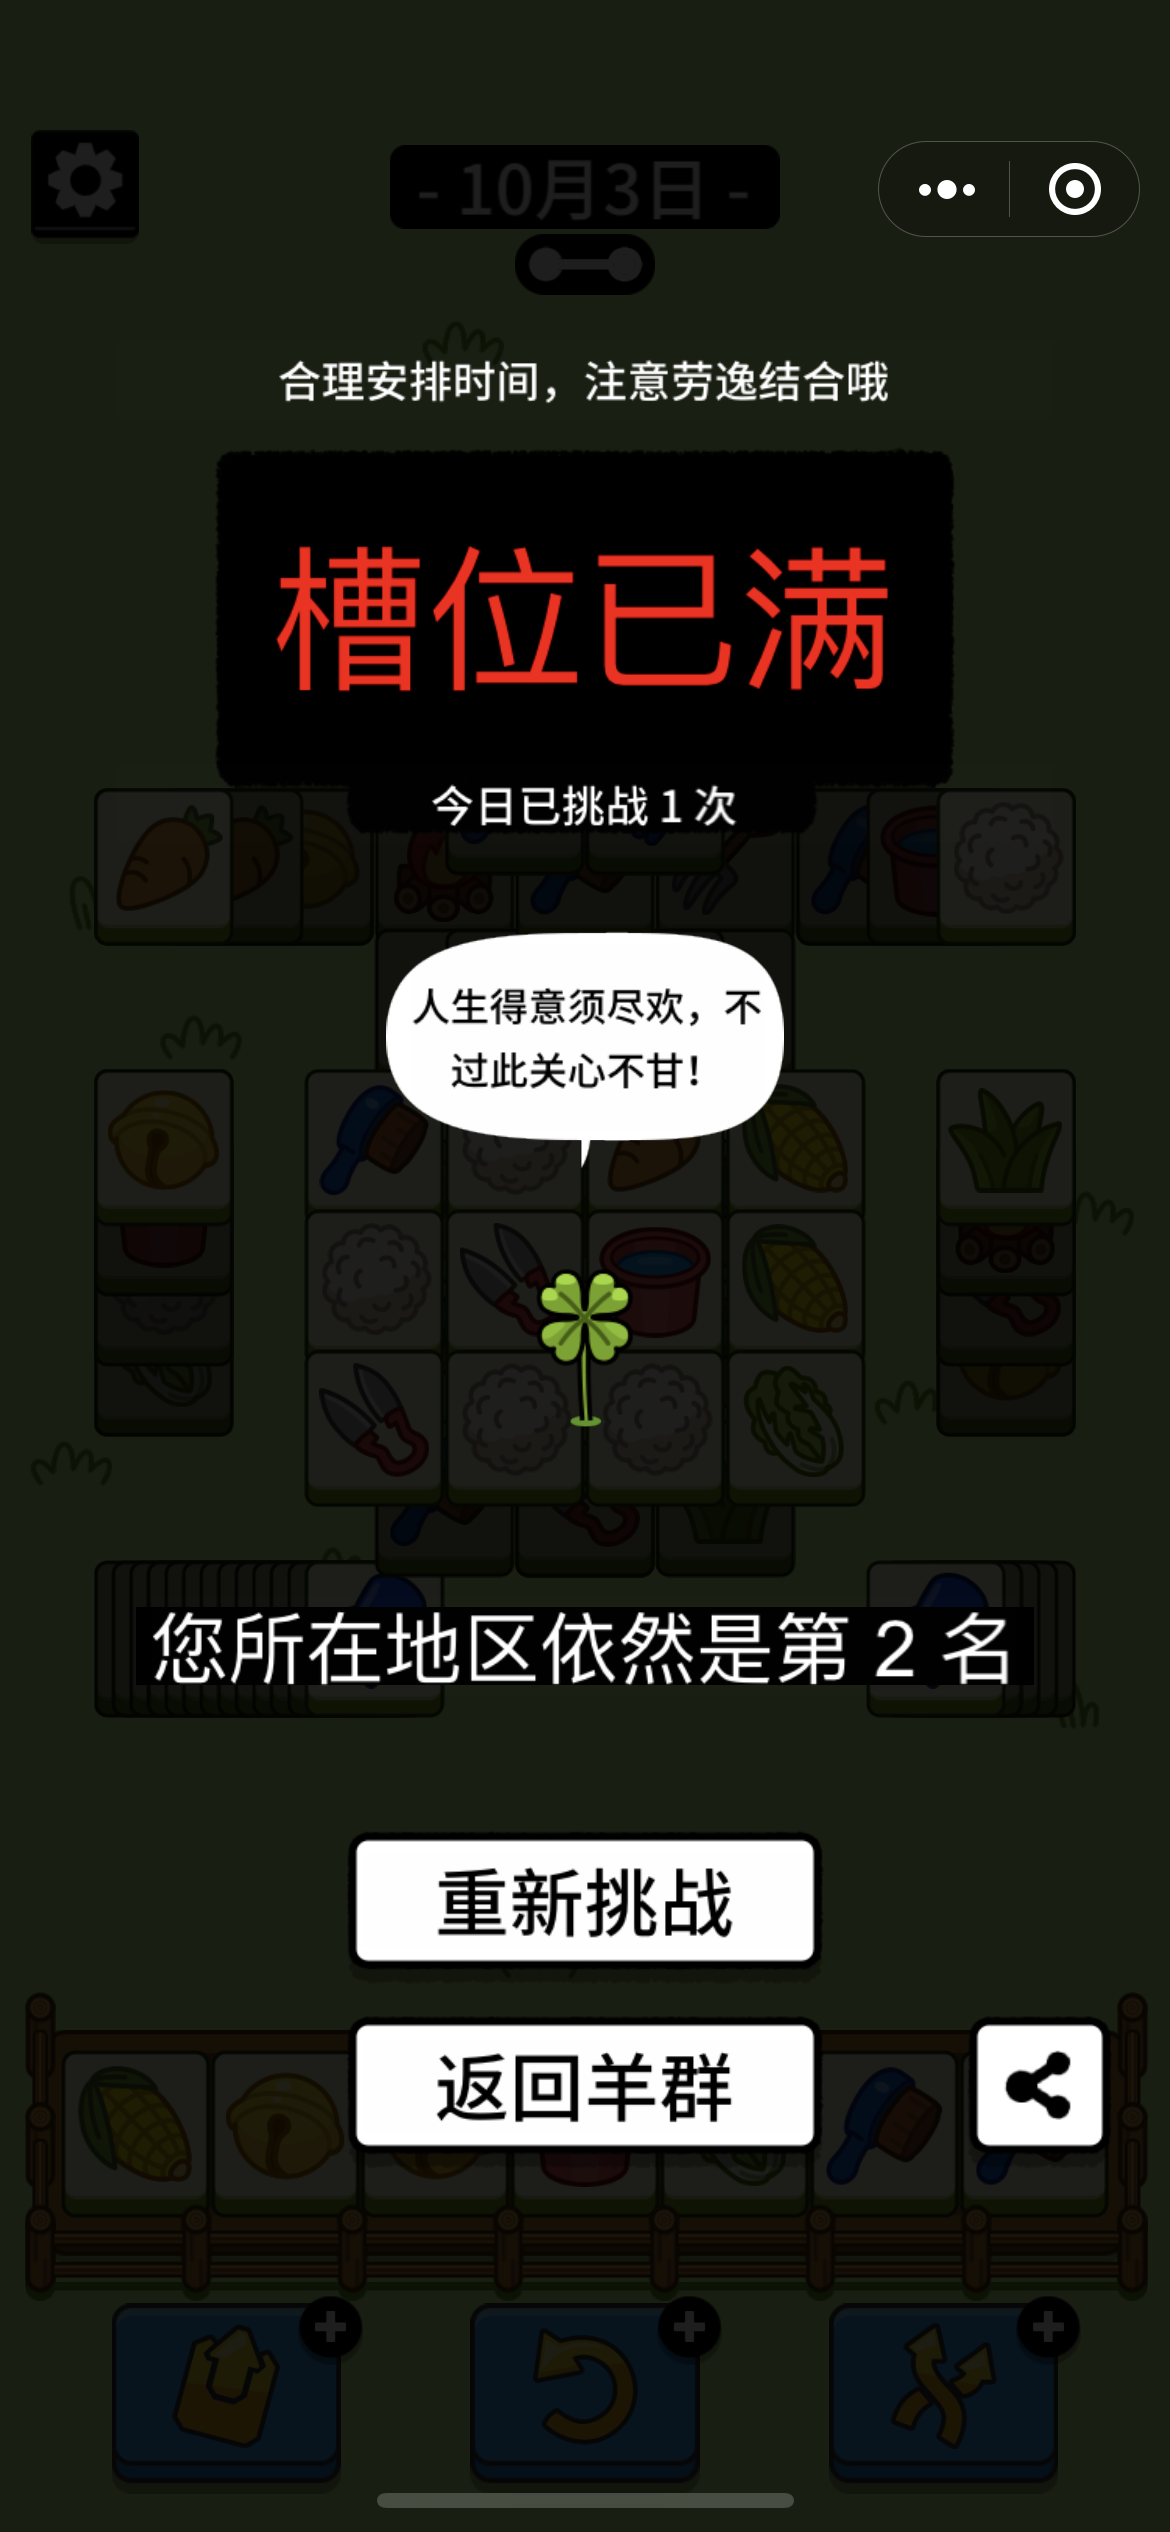 - 10月3日 -
合理安排时间，注意劳逸结合哦
槽位已满
今日已挑战 1 次
人生得意须尽欢，不
过此关心不甘！
您所在地区依然是第 2 名
重新挑战
返回羊群